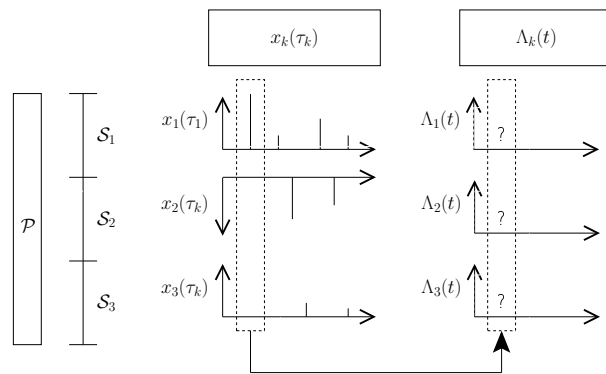 x_k(τ_k)
Λ_k(t)
x_1(τ_1)
Λ_1(t)
?
S_1
x_2(τ_k)
Λ_2(t)
?
P
S_2
x_3(τ_k)
Λ_3(t)
?
S_3